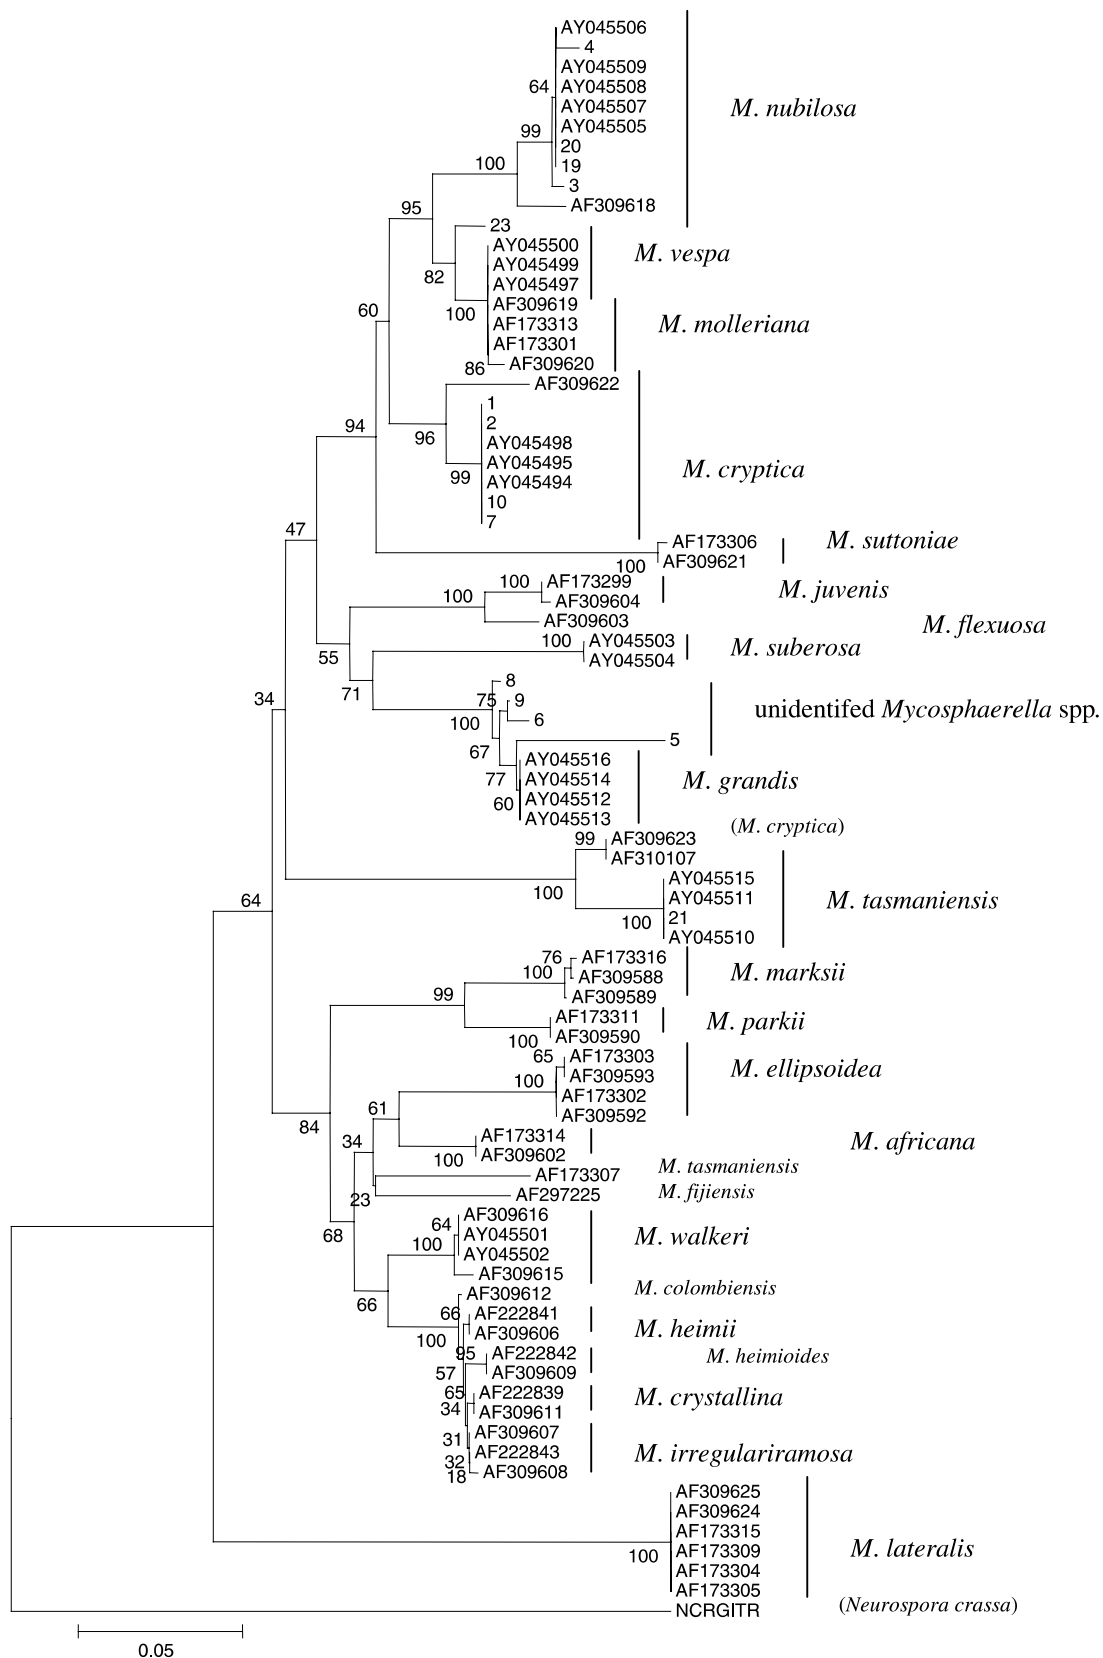 AY045506
4
AY045509
64 AY045508
AY045507
M. nubilosa
AY045505
99
20
19
100
3
AF309618
95
23
AY045500
M. vespa
AY045499
82
AY045497
AF309619
60
100
AF173313
M. molleriana
AY045501
AF173301
86 AF309620
AF309622
1
2
94
96
AY045498
AY045495
M. cryptica
99 AY045494
10
7
47
AF173306
M. suttoniae
100 AF309621
100 AF173299
M. juvenis
100
AF309604
AF309603
M. flexuosa
100 AY045503
M. suberosa
55
AY045504
71
8
34
75 9
unidentifed Mycosphaerella spp.
100
6
5
67
AY045516
77 AY045514
M. grandis
60 AY045512
AY045513
(M. cryptica)
99 AF309623
AF310107
AY045515
100
64
AY045511
M. tasmaniensis
100 21
AY045510
76 AF173316
100 AF309588
M. marksii
99
AF309589
AF173311
M. parkii
100 AF309590
65 AF173303
M. ellipsoidea
100 AF309593
AF173302
61
AF309592
84
34
AF173314
M. africana
100 AF309602
AF173307
M. tasmaniensis
23
AF297225
M. fijiensis
AF309616
64
68
100
AY045501
M. walkeri
AY045502
AF309615
AF309612
M. colombiensis
66
66 AF222841
M. heimii
100 AF309606
95 AF222842
M. heimioides
57 AF309609
65 AF222839
M. crystallina
34 AF309611
AF309607
31
AF222843
M. irregulariramosa
32
18 AF309608
AF309625
AF309624
AF173315
100 AF173309
M. lateralis
AF173304
AF173305
NCRGITR
(Neurospora crassa)
0.05